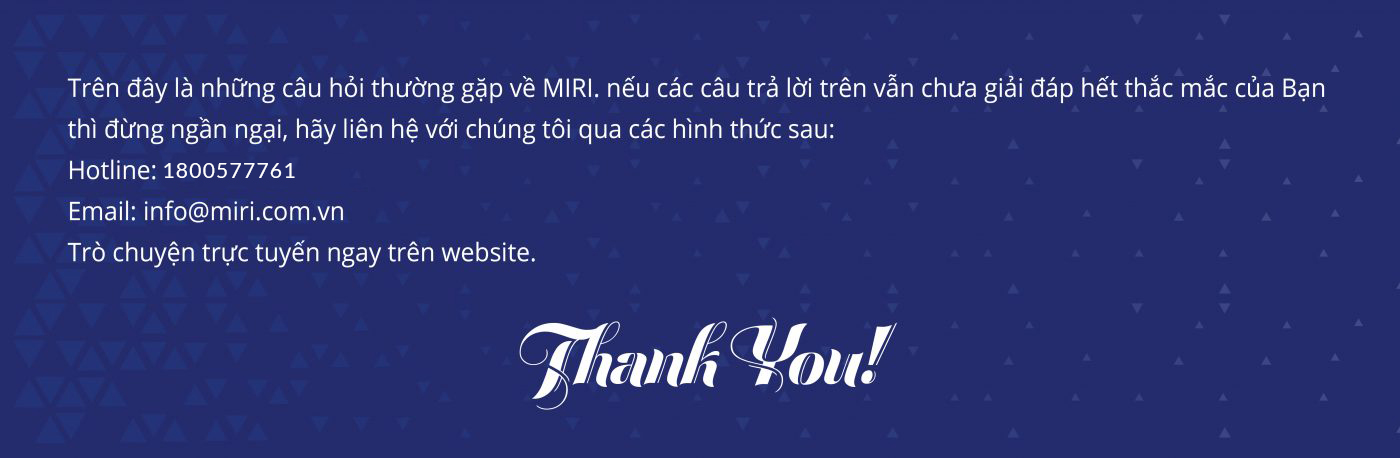 Trên đây là những câu hỏi thường gặp về MIRI. nếu các câu trả lời trên vẫn chưa giải đáp hết thắc mắc của Bạn
thì đừng ngần ngại, hãy liên hệ với chúng tôi qua các hình thức sau:
Hotline: 1800577761
Email: info@miri.com.vn
Trò chuyện trực tuyến ngay trên website.
Thank You!